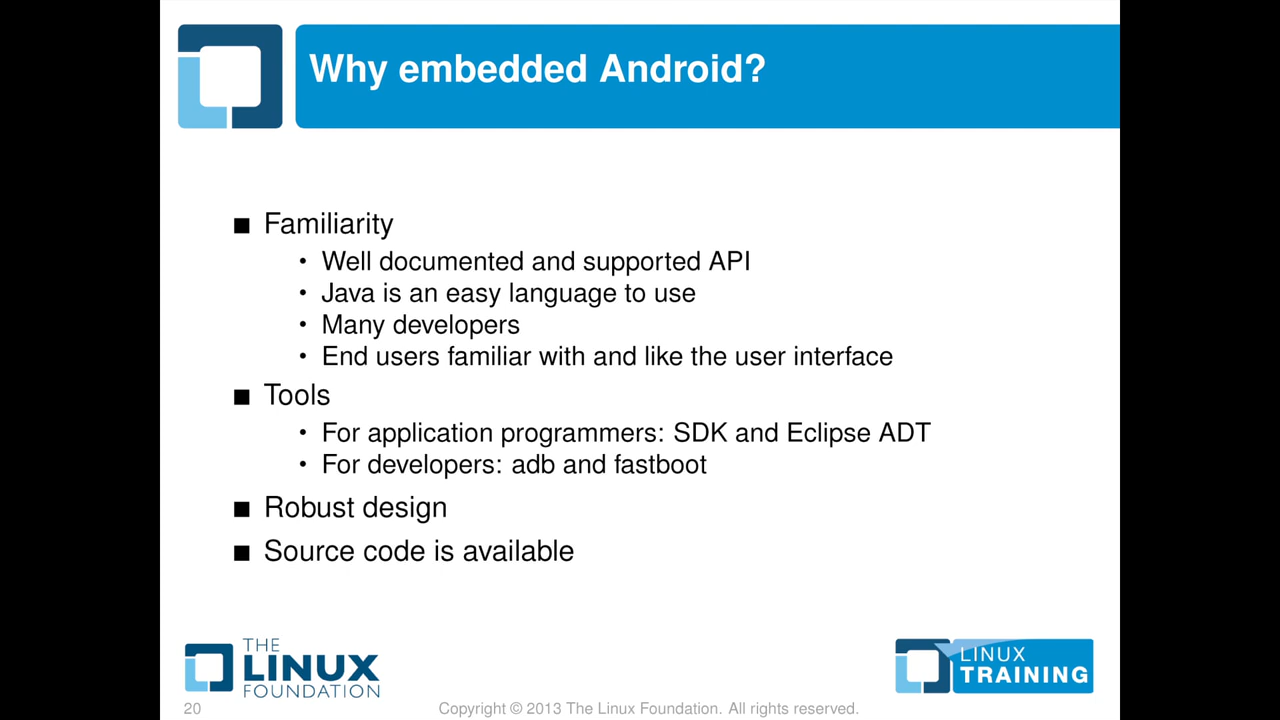 Why embedded Android?
■ Familiarity
• Well documented and supported API
• Java is an easy language to use
• Many developers
• End users familiar with and like the user interface
■ Tools
• For application programmers: SDK and Eclipse ADT
• For developers: adb and fastboot
■ Robust design
■ Source code is available
THE
LINUX
FOUNDATION
LINUX
TRAINING
20
Copyright © 2013 The Linux Foundation. All rights reserved.